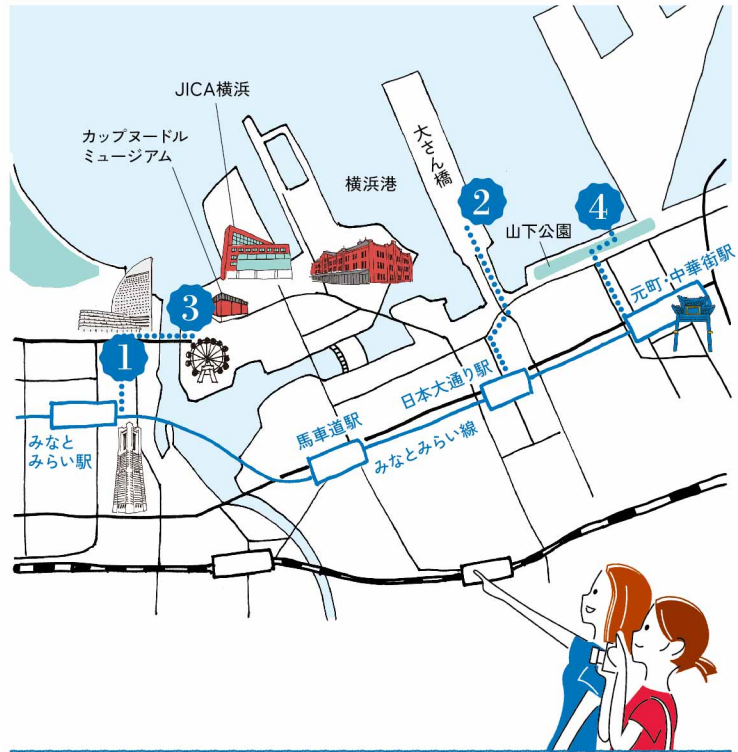 JICA横浜
カップヌードル
ミュージアム
横浜港
大さん橋
2
4
山下公園
元町・中華街駅
3
1
日本大通り駅
馬車道駅
みなとみらい線
みなと
みらい駅